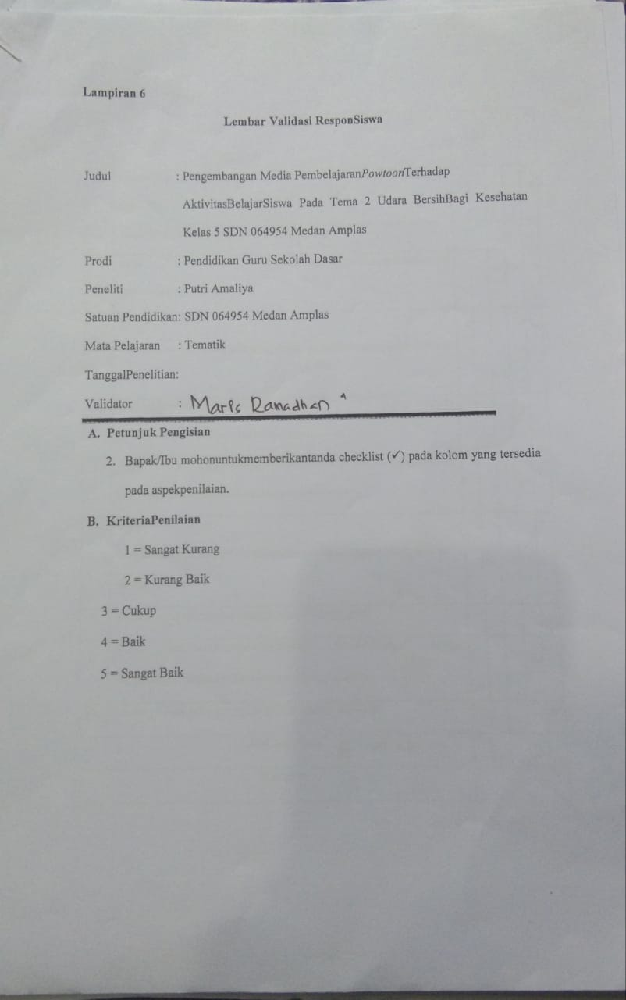 Lampiran 6
Lembar Validasi ResponSiswa
Judul : Pengembangan Media PembelajaranPowtoonTerhadap
AktivitasBelajarSiswa Pada Tema 2 Udara BersihBagi Kesehatan
Kelas 5 SDN 064954 Medan Amplas
Prodi : Pendidikan Guru Sekolah Dasar
Peneliti : Putri Amaliya
Satuan Pendidikan: SDN 064954 Medan Amplas
Mata Pelajaran : Tematik
TanggalPenelitian:
Validator : Maris Ramadhan
A. Petunjuk Pengisian
2. Bapak/Ibu mohonuntukmemberikantanda checklist (✓) pada kolom yang tersedia
pada aspekpenilaian.
B. KriteriaPenilaian
1 = Sangat Kurang
2 = Kurang Baik
3 = Cukup
4 = Baik
5 = Sangat Baik